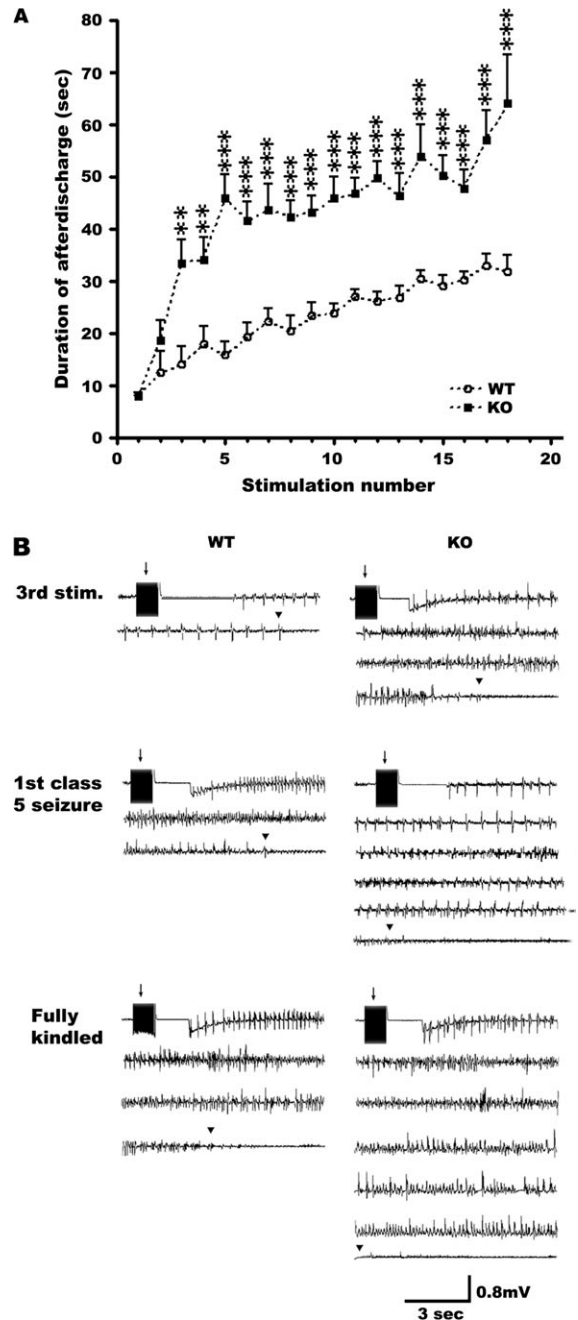 A
80
70
60
50
40
30
20
10
0
Duration of afterdischarge (sec)
** ** *** *** *** *** *** *** *** *** *** *** *** *** *** ***
WT
KO
0 5 10 15 20
Stimulation number
B
WT KO
3rd stim.
1st class
5 seizure
Fully
kindled
0.8mV
3 sec